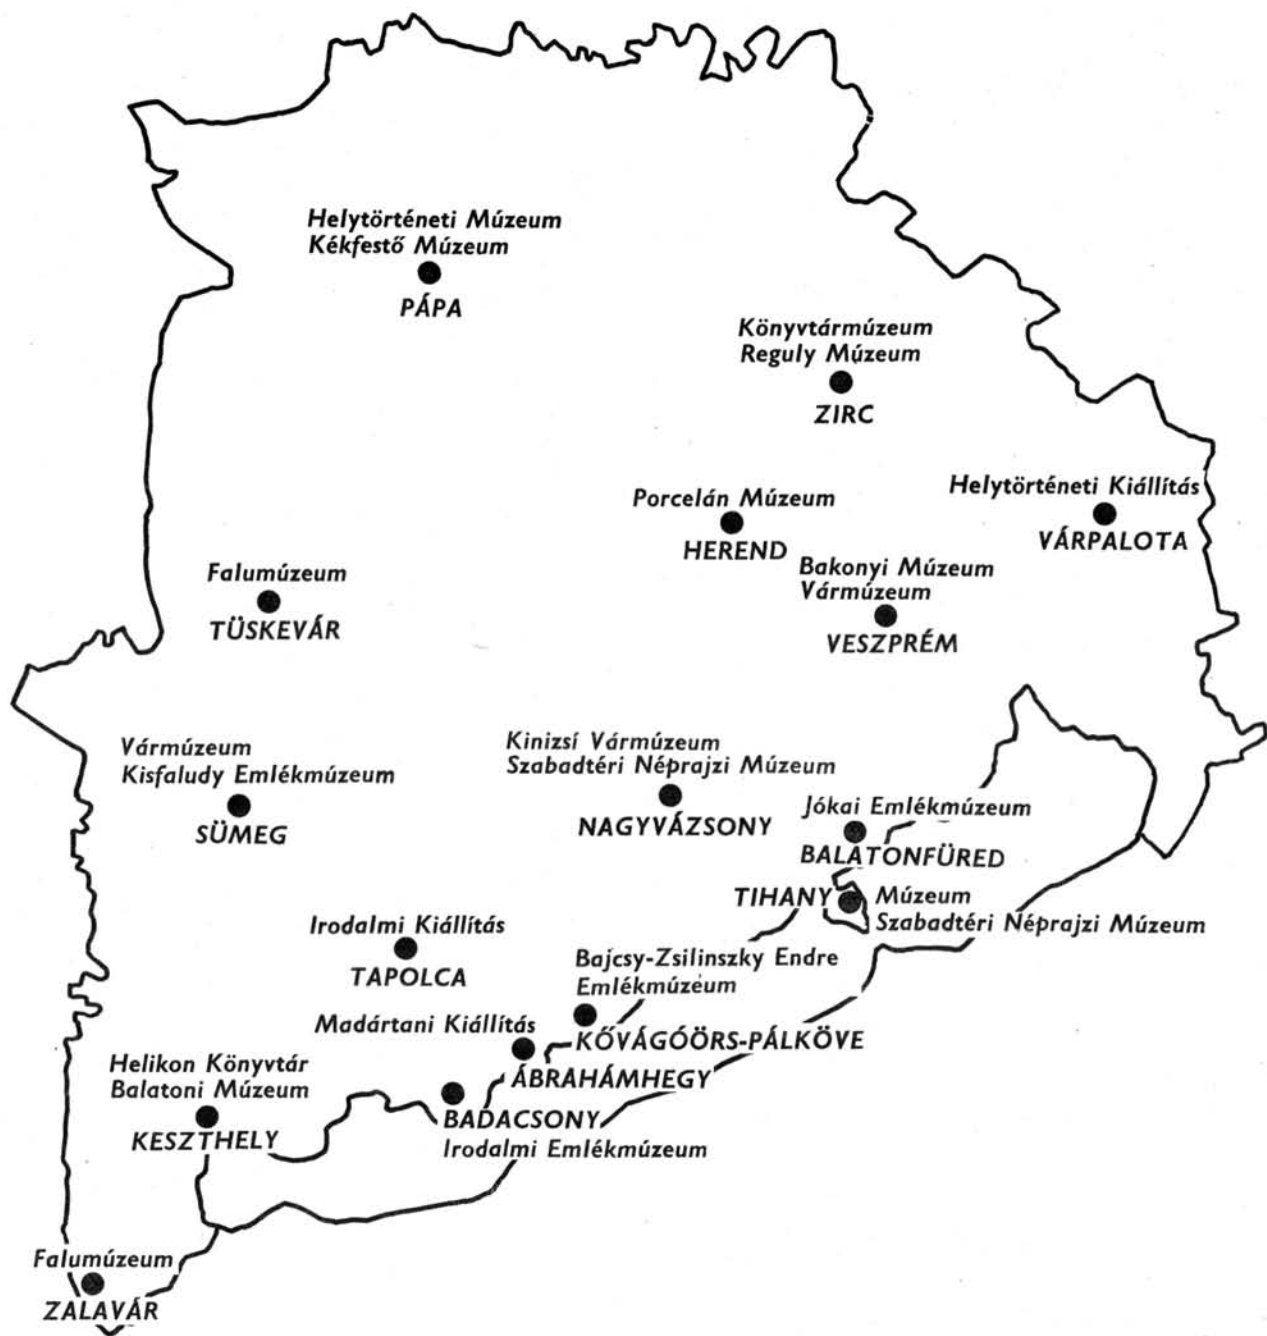 Helytörténeti Múzeum
Kékfestő Múzeum
PÁPA
Könyvtármúzeum
Reguly Múzeum
ZIRC
Helytörténeti Kiállítás
VÁRPALOTA
Porcelán Múzeum
HEREND
Bakonyi Múzeum
Vármúzeum
VESZPRÉM
Falumúzeum
TÜSKEVÁR
Vármúzeum
Kisfaludy Emlékmúzeum
SÜMEG
Kinizsí Vármúzeum
Szabadtéri Néprajzi Múzeum
NAGYVÁZSONY
Jókai Emlékmúzeum
BALATONFÜRED
TIHANY
Múzeum
Szabadtéri Néprajzi Múzeum
Irodalmi Kiállítás
TAPOLCA
Bajcsy-Zsilinszky Endre
Emlékmúzeum
KŐVÁGÓÖRS-PÁLKÖVE
Madártani Kiállítás
ÁBRAHÁMHEGY
Helikon Könyvtár
Balatoni Múzeum
KESZTHELY
BADACSONY
Irodalmi Emlékmúzeum
Falumúzeum
ZALAVÁR